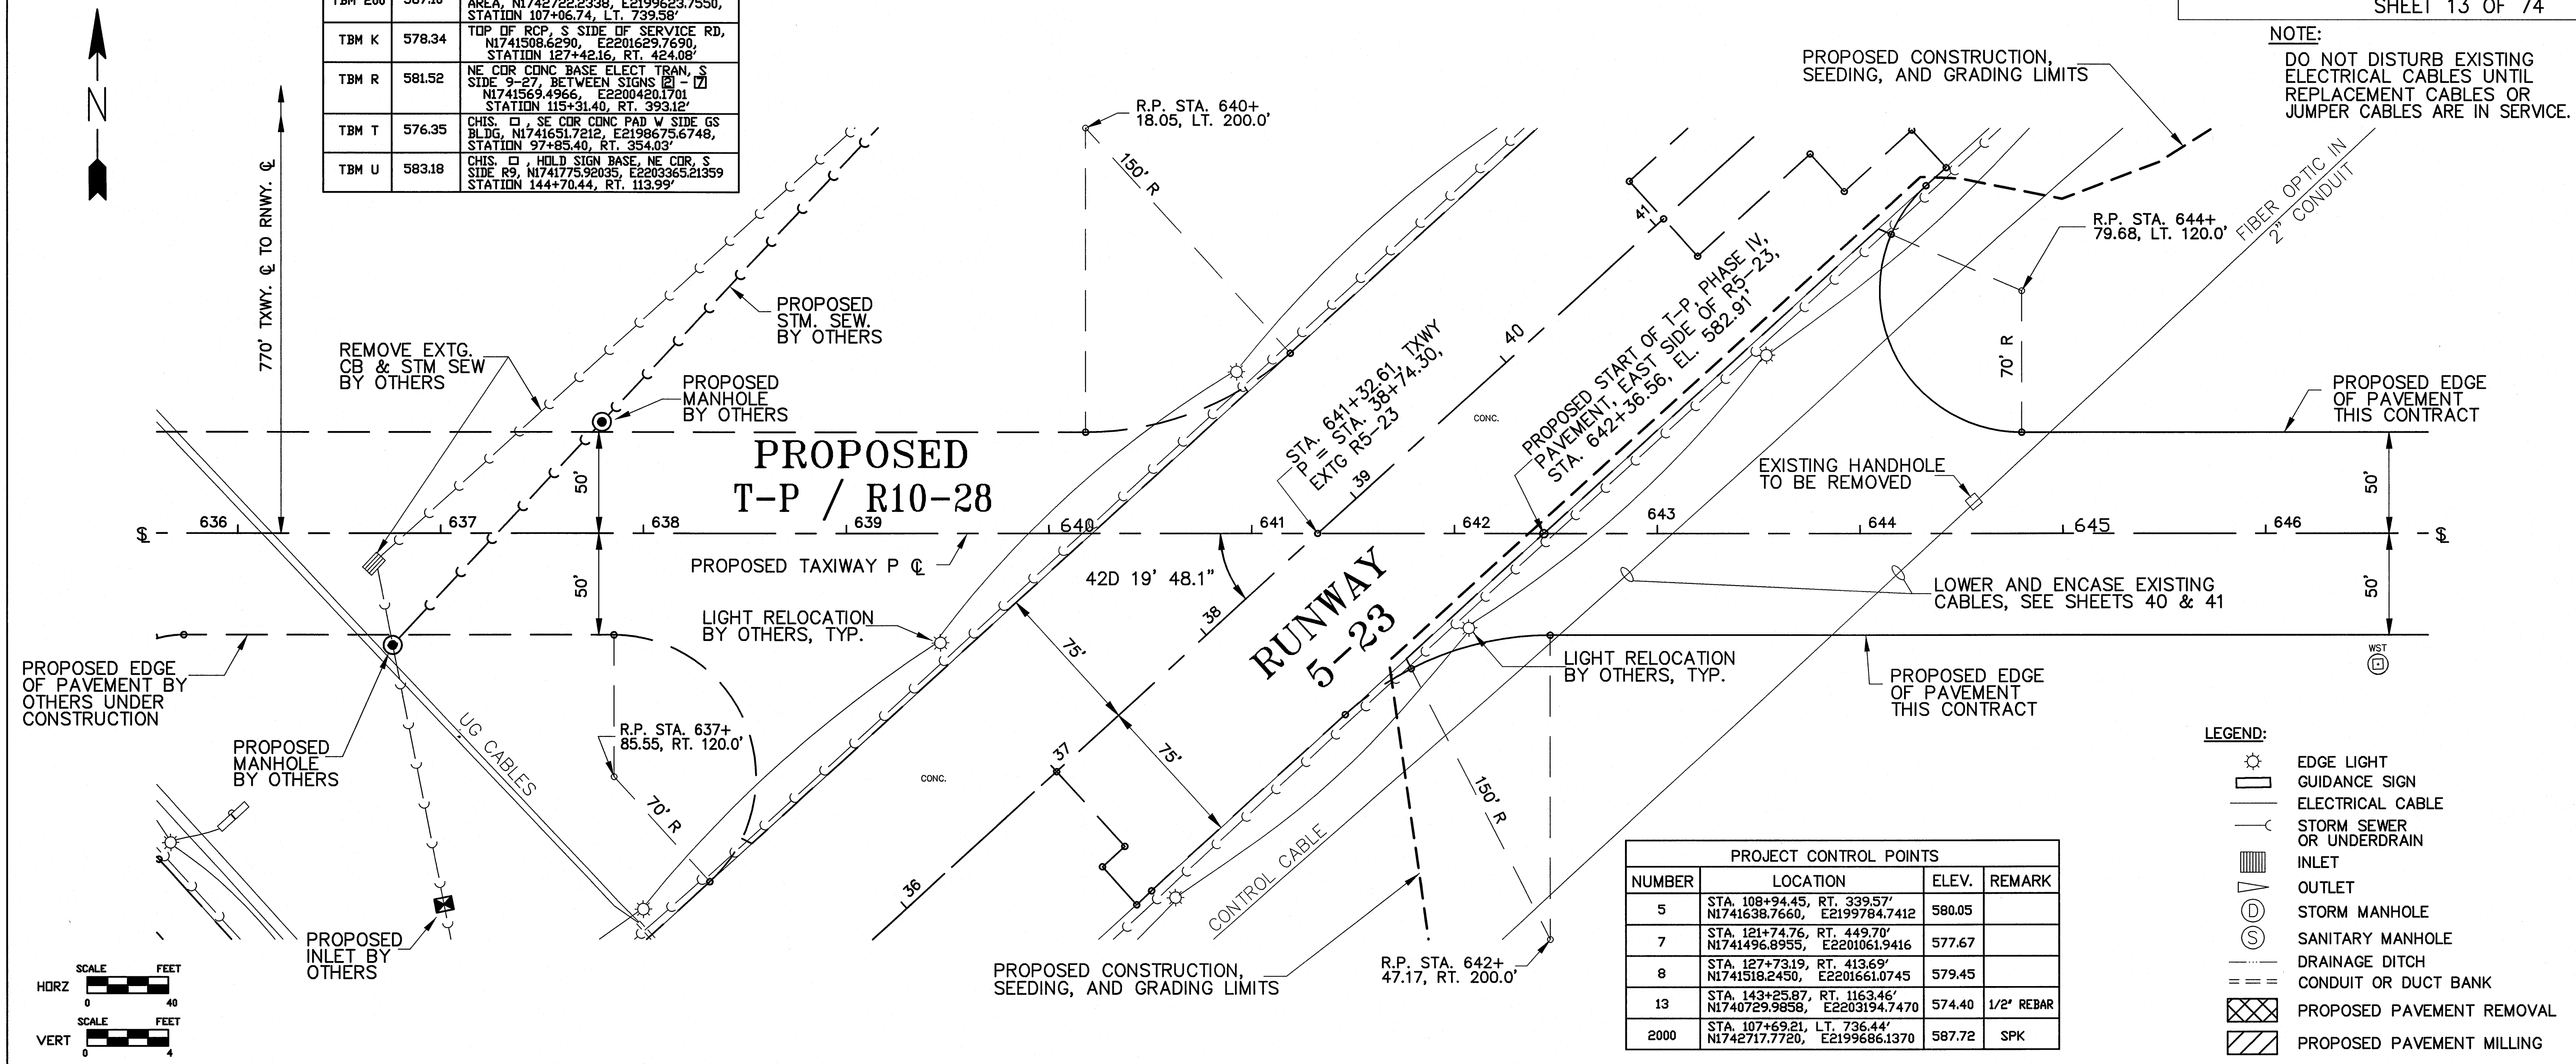 TBM 200 587.10 AREA, N1742722.2338, E2199623.7550,
STATION 107+06.74, LT. 739.58'
TBM K 578.34 TOP OF RCP, S SIDE OF SERVICE RD,
N1741508.6290, E2201629.7690,
STATION 127+42.16, RT. 424.08'
TBM R 581.52 NE COR CONC BASE ELECT TRAN, S
SIDE 9-27, BETWEEN SIGNS 2 - 7
N1741569.4966, E2200420.1701
STATION 115+31.40, RT. 393.12'
TBM T 576.35 CHIS. □ , SE COR CONC PAD W SIDE GS
BLDG, N1741651.7212, E2198675.6748,
STATION 97+85.40, RT. 354.03'
TBM U 583.18 CHIS. □ , HOLD SIGN BASE, NE COR, S
SIDE R9, N1741775.92035, E2203365.21359
STATION 144+70.44, RT. 113.99'
SHEET 13 OF 74
NOTE:
DO NOT DISTURB EXISTING
ELECTRICAL CABLES UNTIL
REPLACEMENT CABLES OR
JUMPER CABLES ARE IN SERVICE.
N
770' TXWY. ℄ TO RNWY. ℄
PROPOSED CONSTRUCTION,
SEEDING, AND GRADING LIMITS
R.P. STA. 640+
18.05, LT. 200.0'
150' R
FIBER OPTIC IN
2" CONDUIT
R.P. STA. 644+
79.68, LT. 120.0'
70' R
PROPOSED
STM. SEW.
BY OTHERS
REMOVE EXTG.
CB & STM SEW
BY OTHERS
PROPOSED
MANHOLE
BY OTHERS
PROPOSED
T-P / R10-28
41
40
39
38
37
36
STA. 641+32.61, TXWY
P = STA. 38+74.30,
EXTG R5-23
CONC.
PROPOSED START OF T-P, PHASE IV,
PAVEMENT, EAST SIDE OF R5-23,
STA. 642+36.56, EL. 582.91'
PROPOSED EDGE
OF PAVEMENT
THIS CONTRACT
EXISTING HANDHOLE
TO BE REMOVED
50'
50'
℄ 636 637 638 639 640 641 642 643 644 645 646 ℄
50'
50'
PROPOSED TAXIWAY P ℄
42D 19' 48.1"
RUNWAY
5-23
LOWER AND ENCASE EXISTING
CABLES, SEE SHEETS 40 & 41
LIGHT RELOCATION
BY OTHERS, TYP.
75'
75'
LIGHT RELOCATION
BY OTHERS, TYP.
PROPOSED EDGE
OF PAVEMENT
THIS CONTRACT
WST
PROPOSED EDGE
OF PAVEMENT BY
OTHERS UNDER
CONSTRUCTION
PROPOSED
MANHOLE
BY OTHERS
UG CABLES
R.P. STA. 637+
85.55, RT. 120.0'
70' R
CONC.
PROPOSED
INLET BY
OTHERS
CONTROL CABLE
150' R
PROPOSED CONSTRUCTION,
SEEDING, AND GRADING LIMITS
R.P. STA. 642+
47.17, RT. 200.0'
HORZ SCALE FEET
0 40
VERT SCALE FEET
0 4
PROJECT CONTROL POINTS
NUMBER LOCATION ELEV. REMARK
5 STA. 108+94.45, RT. 339.57'
N1741638.7660, E2199784.7412 580.05
7 STA. 121+74.76, RT. 449.70'
N1741496.8955, E2201061.9416 577.67
8 STA. 127+73.19, RT. 413.69'
N1741518.2450, E2201661.0745 579.45
13 STA. 143+25.87, RT. 1163.46'
N1740729.9858, E2203194.7470 574.40 1/2" REBAR
2000 STA. 107+69.21, LT. 736.44'
N1742717.7720, E2199686.1370 587.72 SPK
LEGEND:
EDGE LIGHT
GUIDANCE SIGN
ELECTRICAL CABLE
STORM SEWER
OR UNDERDRAIN
INLET
OUTLET
D STORM MANHOLE
S SANITARY MANHOLE
DRAINAGE DITCH
CONDUIT OR DUCT BANK
PROPOSED PAVEMENT REMOVAL
PROPOSED PAVEMENT MILLING